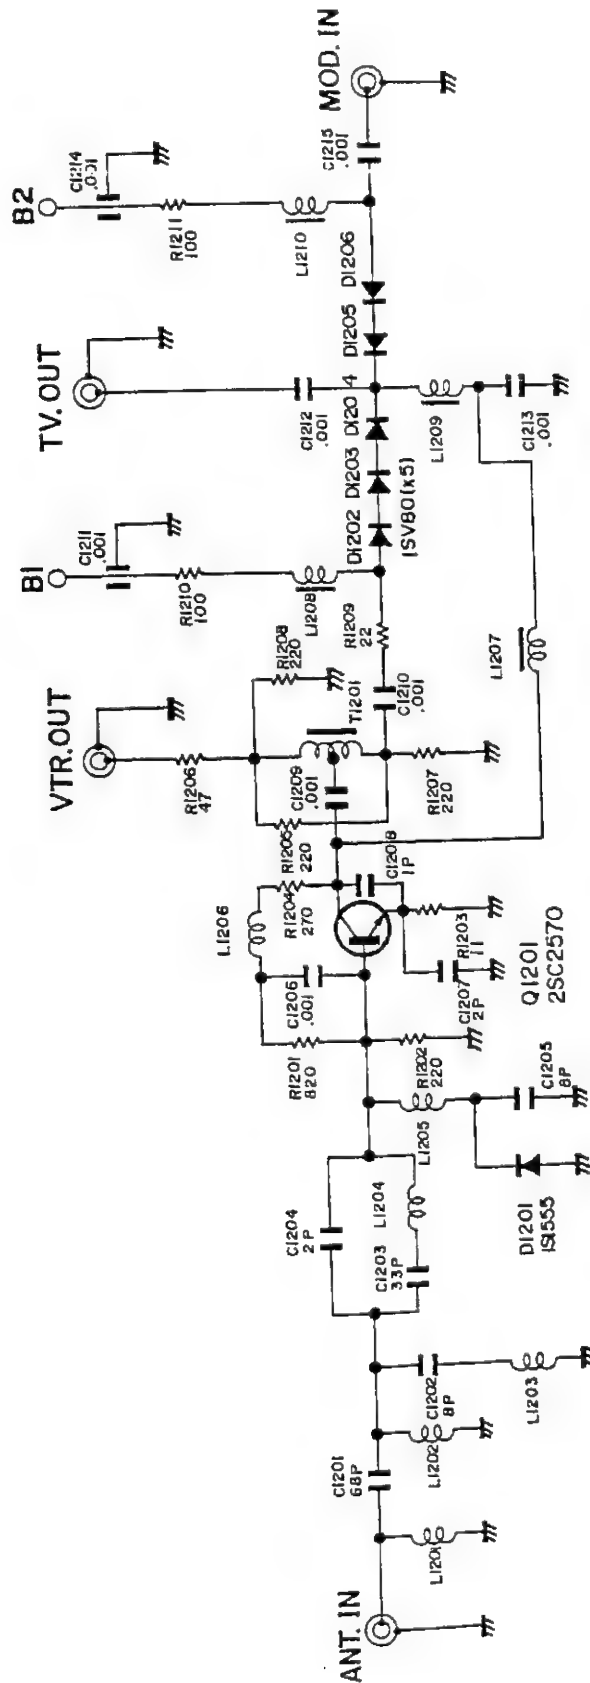 ANT. IN
L1201
C1201
68P
L1202
C1202
8P
L1203
C1204
2P
C1203
33P
L1204
L1205
D1201
1S1555
C1205
8P
R1201
820
R1202
220
C1206
.001
L1206
R1204
270
C1207
2P
R1203
11
Q1201
2SC2570
C1208
1P
R1205
220
C1209
.001
VTR.OUT
R1206
47
R1208
220
T1201
R1207
220
C1210
.001
R1209
22
L1207
B1
C1211
.001
R1210
100
L1208
D1202
D1203
D120
4
1SV80(x5)
TV.OUT
C1212
.001
L1209
C1213
.001
D1205
D1206
B2
C1214
.001
R1211
100
L1210
C1215
.001
MOD. IN